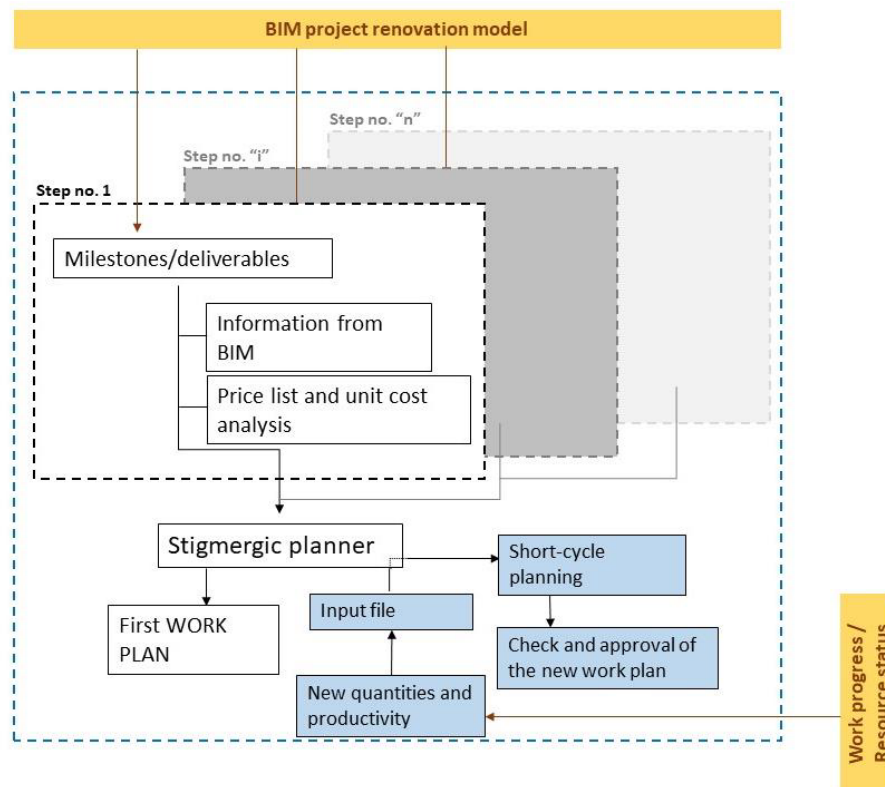 BIM project renovation model
Step no. "n"
Step no. "i"
Step no. 1
Milestones/deliverables
Information from
BIM
Price list and unit cost
analysis
Stigmergic planner
Short-cycle
planning
Input file
First WORK
PLAN
Check and approval of
the new work plan
New quantities and
productivity
Work progress /
Resource status